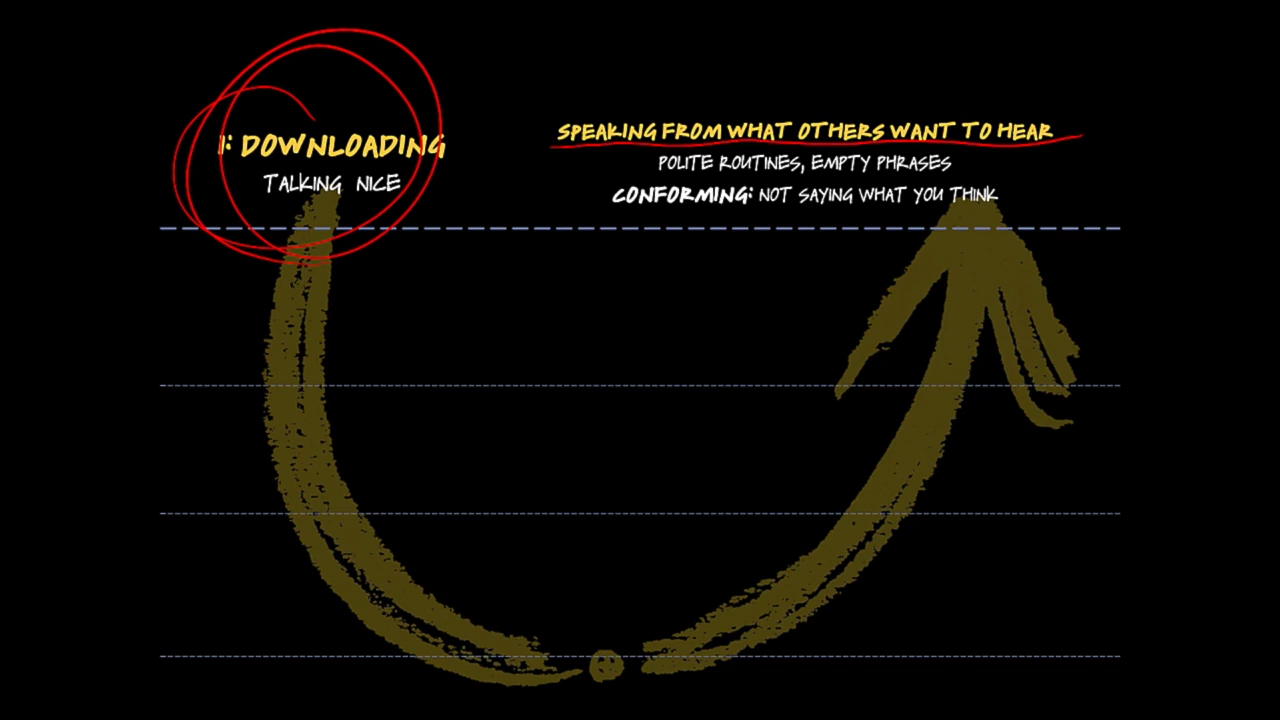 1: DOWNLOADING
TALKING NICE
SPEAKING FROM WHAT OTHERS WANT TO HEAR
POLITE ROUTINES, EMPTY PHRASES
CONFORMING: NOT SAYING WHAT YOU THINK